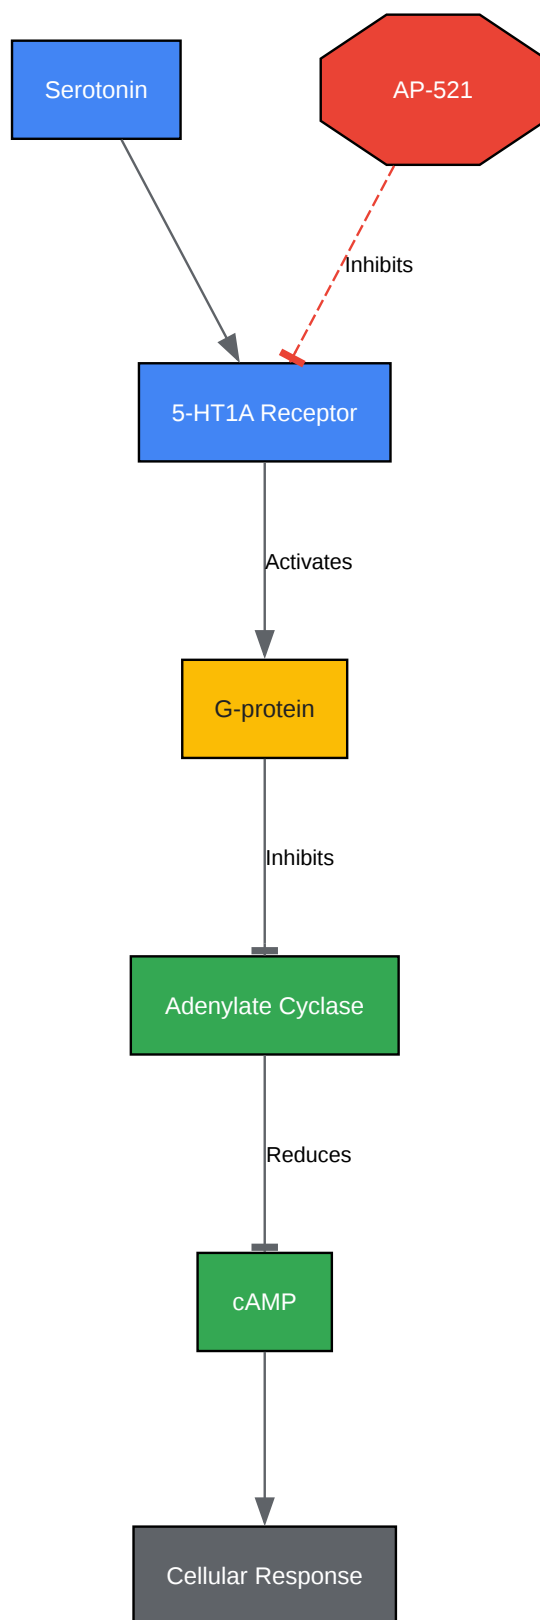 Serotonin
AP-521
Inhibits
5-HT1A Receptor
Activates
G-protein
Inhibits
Adenylate Cyclase
Reduces
cAMP
Cellular Response